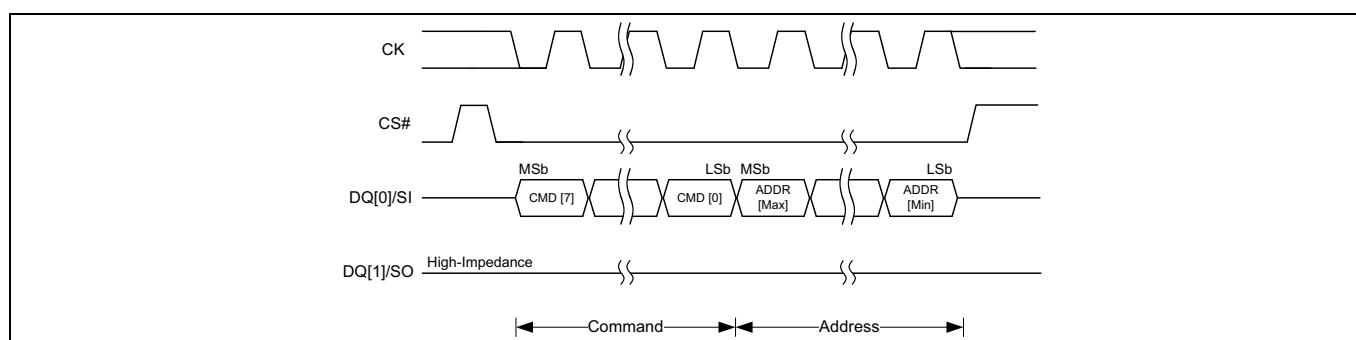 CK
CS#
MSb LSb MSb LSb
DQ[0]/SI CMD [7] CMD [0] ADDR [Max] ADDR [Min]
DQ[1]/SO High-Impedance
Command Address